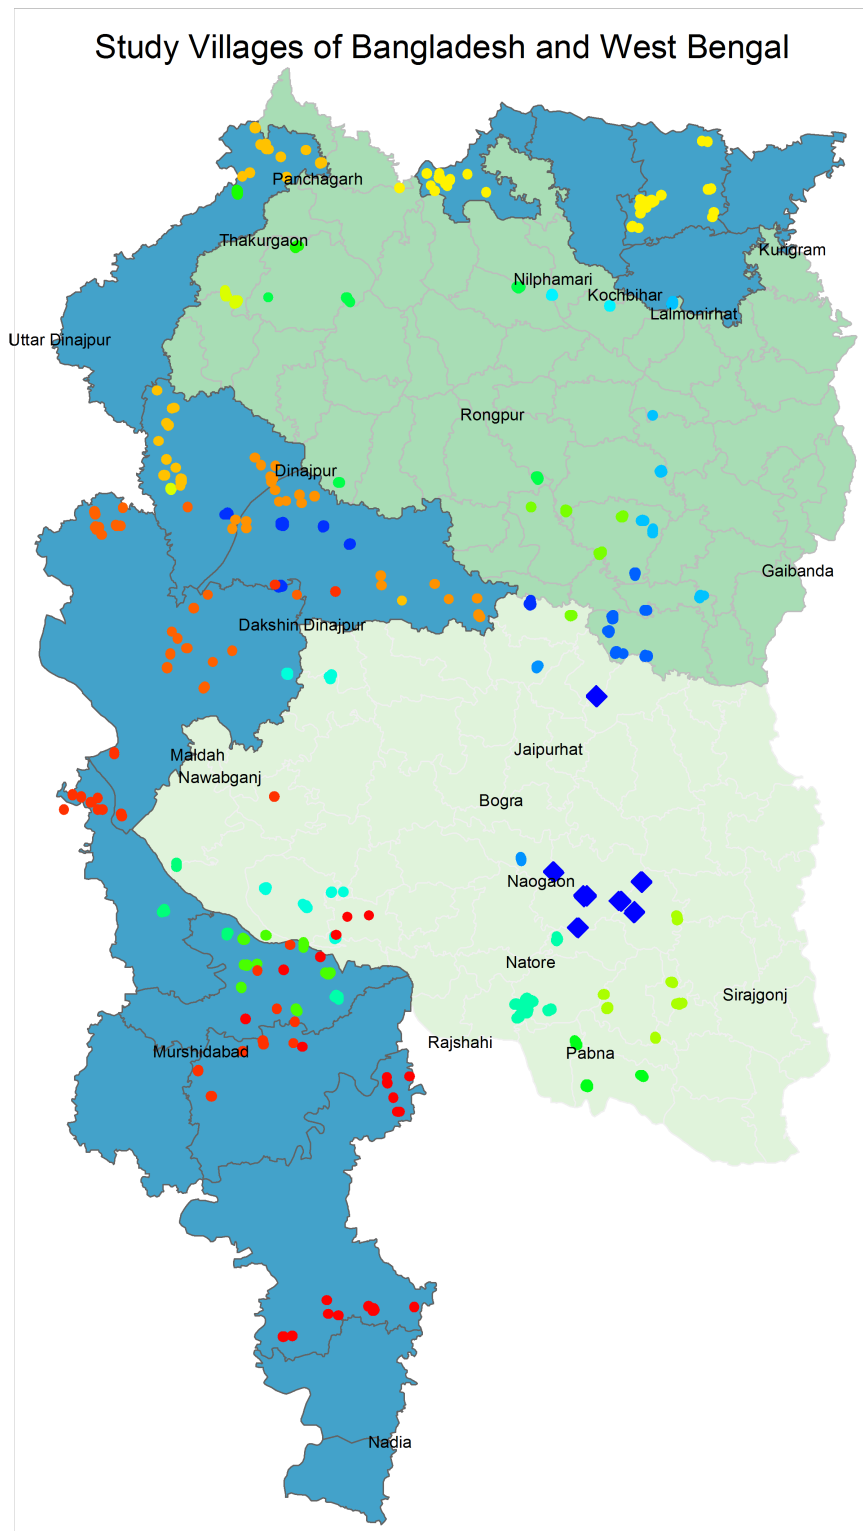 Study Villages of Bangladesh and West Bengal
Panchagarh
Thakurgaon
Kurigram
Nilphamari
Kochbihar
Lalmonirhat
Uttar Dinajpur
Rongpur
Dinajpur
Gaibanda
Dakshin Dinajpur
Jaipurhat
Maldah
Nawabganj
Bogra
Naogaon
Natore
Sirajgonj
Rajshahi
Murshidabad
Pabna
Nadia